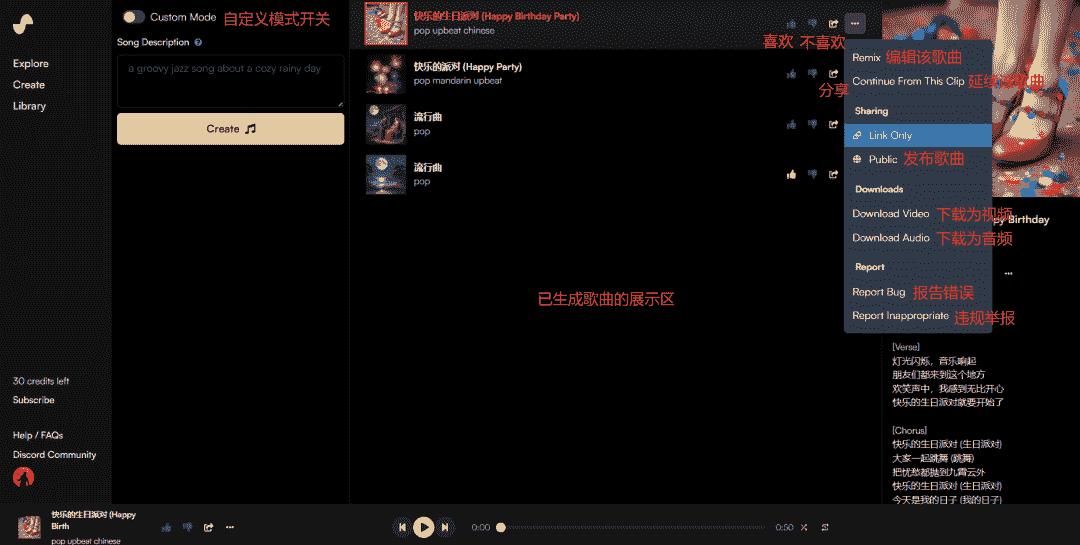 Explore
Create
Library
30 credits left
Subscribe
Help / FAQs
Discord Community
Custom Mode 自定义模式开关
Song Description
a groovy jazz song about a cozy rainy day
Create
快乐的生日派对 (Happy Birthday Party)
pop upbeat chinese
喜欢 不喜欢
快乐的派对 (Happy Party)
pop mandarin upbeat
分享
流行曲
pop
流行曲
pop
已生成歌曲的展示区
Remix 编辑该歌曲
Continue From This Clip
Sharing
Link Only
Public 发布歌曲
Downloads
Download Video 下载为视频
Download Audio 下载为音频
Report
Report Bug 报告错误
Report Inappropriate 违规举报
Birthday
[Verse]
灯光闪烁，音乐响起
朋友们都来到这个地方
欢笑声中，我感到无比开心
快乐的生日派对就要开始了
[Chorus]
快乐的生日派对 (生日派对)
大家一起跳舞 (跳舞)
把忧愁都抛到九霄云外
快乐的生日派对 (生日派对)
今天是我的日子 (我的日子)
快乐的生日派对 (Happy
Birth
pop upbeat chinese
0:00
0:50